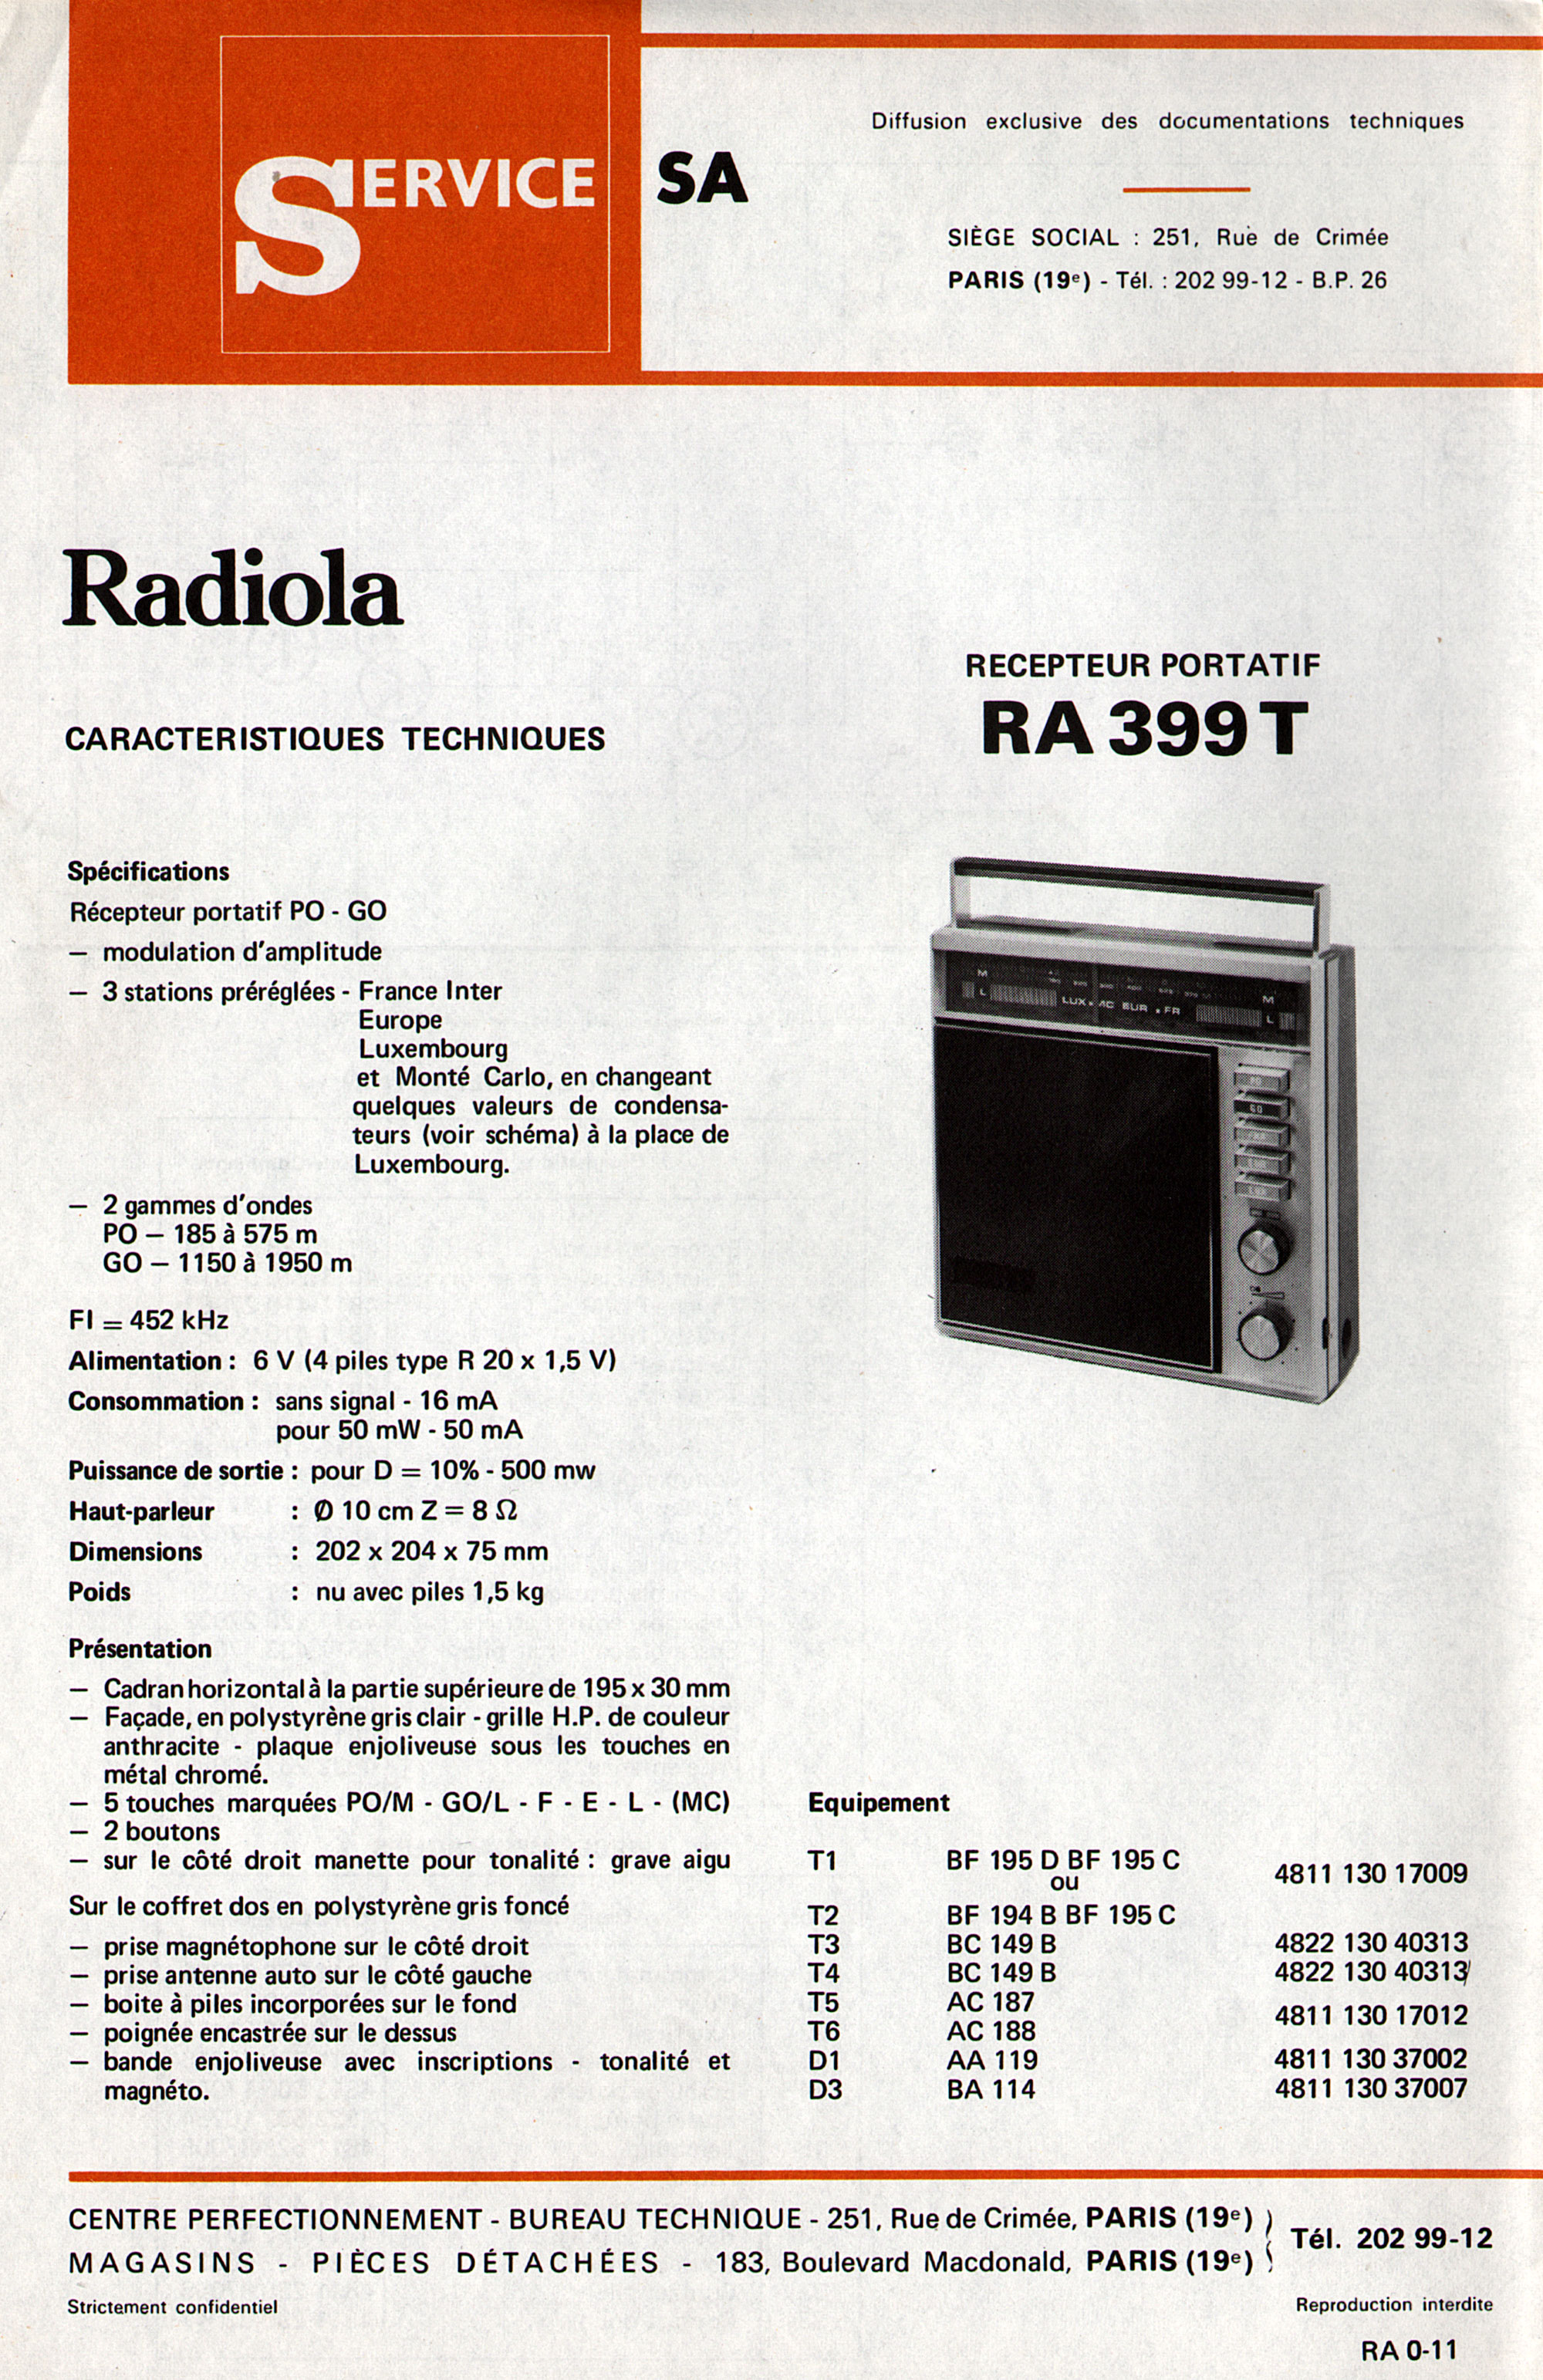 SERVICE SA
Diffusion exclusive des documentations techniques
SIÈGE SOCIAL : 251, Rue de Crimée
PARIS (19e) - Tél. : 202 99-12 - B.P. 26
Radiola
RECEPTEUR PORTATIF
RA 399 T
CARACTERISTIQUES TECHNIQUES
Spécifications
Récepteur portatif PO - GO
— modulation d'amplitude
— 3 stations préréglées - France Inter
Europe
Luxembourg
et Monté Carlo, en changeant
quelques valeurs de condensa-
teurs (voir schéma) à la place de
Luxembourg.
— 2 gammes d'ondes
PO — 185 à 575 m
GO — 1150 à 1950 m
FI = 452 kHz
Alimentation : 6 V (4 piles type R 20 x 1,5 V)
Consommation : sans signal - 16 mA
pour 50 mW - 50 mA
Puissance de sortie : pour D = 10% - 500 mw
Haut-parleur : Ø 10 cm Z = 8 Ω
Dimensions : 202 x 204 x 75 mm
Poids : nu avec piles 1,5 kg
Présentation
— Cadran horizontal à la partie supérieure de 195 x 30 mm
— Façade, en polystyrène gris clair - grille H.P. de couleur
anthracite - plaque enjoliveuse sous les touches en
métal chromé.
— 5 touches marquées PO/M - GO/L - F - E - L - (MC)
— 2 boutons
— sur le côté droit manette pour tonalité : grave aigu
Sur le coffret dos en polystyrène gris foncé
— prise magnétophone sur le côté droit
— prise antenne auto sur le côté gauche
— boite à piles incorporées sur le fond
— poignée encastrée sur le dessus
— bande enjoliveuse avec inscriptions - tonalité et
magnéto.
M
L
LUX. MC EUR . FR
M
L
GO
Equipement
T1 BF 195 D BF 195 C 4811 130 17009
ou
T2 BF 194 B BF 195 C
T3 BC 149 B 4822 130 40313
T4 BC 149 B 4822 130 40313
T5 AC 187 4811 130 17012
T6 AC 188
D1 AA 119 4811 130 37002
D3 BA 114 4811 130 37007
CENTRE PERFECTIONNEMENT - BUREAU TECHNIQUE - 251, Rue de Crimée, PARIS (19e)
MAGASINS - PIÈCES DÉTACHÉES - 183, Boulevard Macdonald, PARIS (19e)
Tél. 202 99-12
Strictement confidentiel
Reproduction interdite
RA 0-11